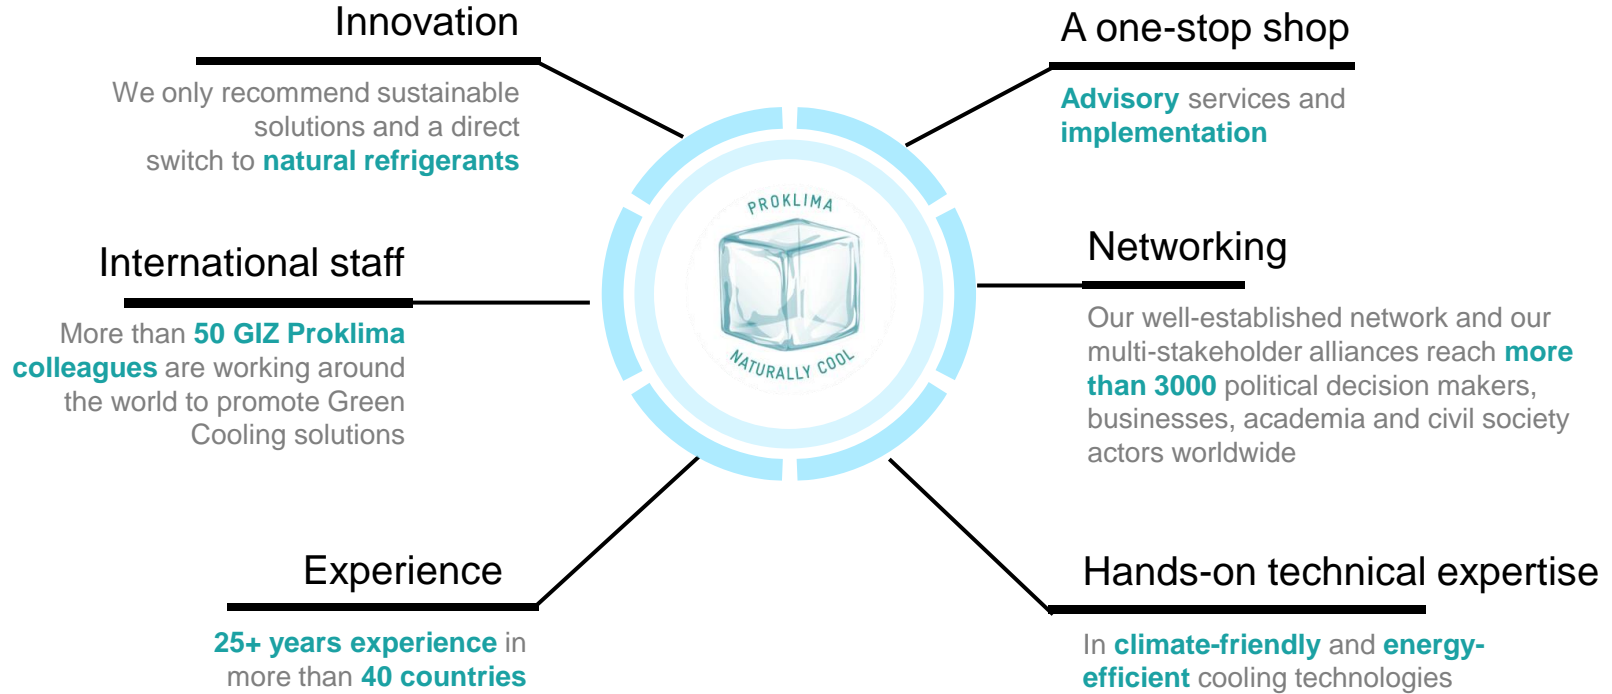 Innovation
We only recommend sustainable
solutions and a direct
switch to natural refrigerants
International staff
More than 50 GIZ Proklima
colleagues are working around
the world to promote Green
Cooling solutions
Experience
25+ years experience in
more than 40 countries
PROKLIMA
NATURALLY COOL
A one-stop shop
Advisory services and
implementation
Networking
Our well-established network and our
multi-stakeholder alliances reach more
than 3000 political decision makers,
businesses, academia and civil society
actors worldwide
Hands-on technical expertise
In climate-friendly and energy-
efficient cooling technologies